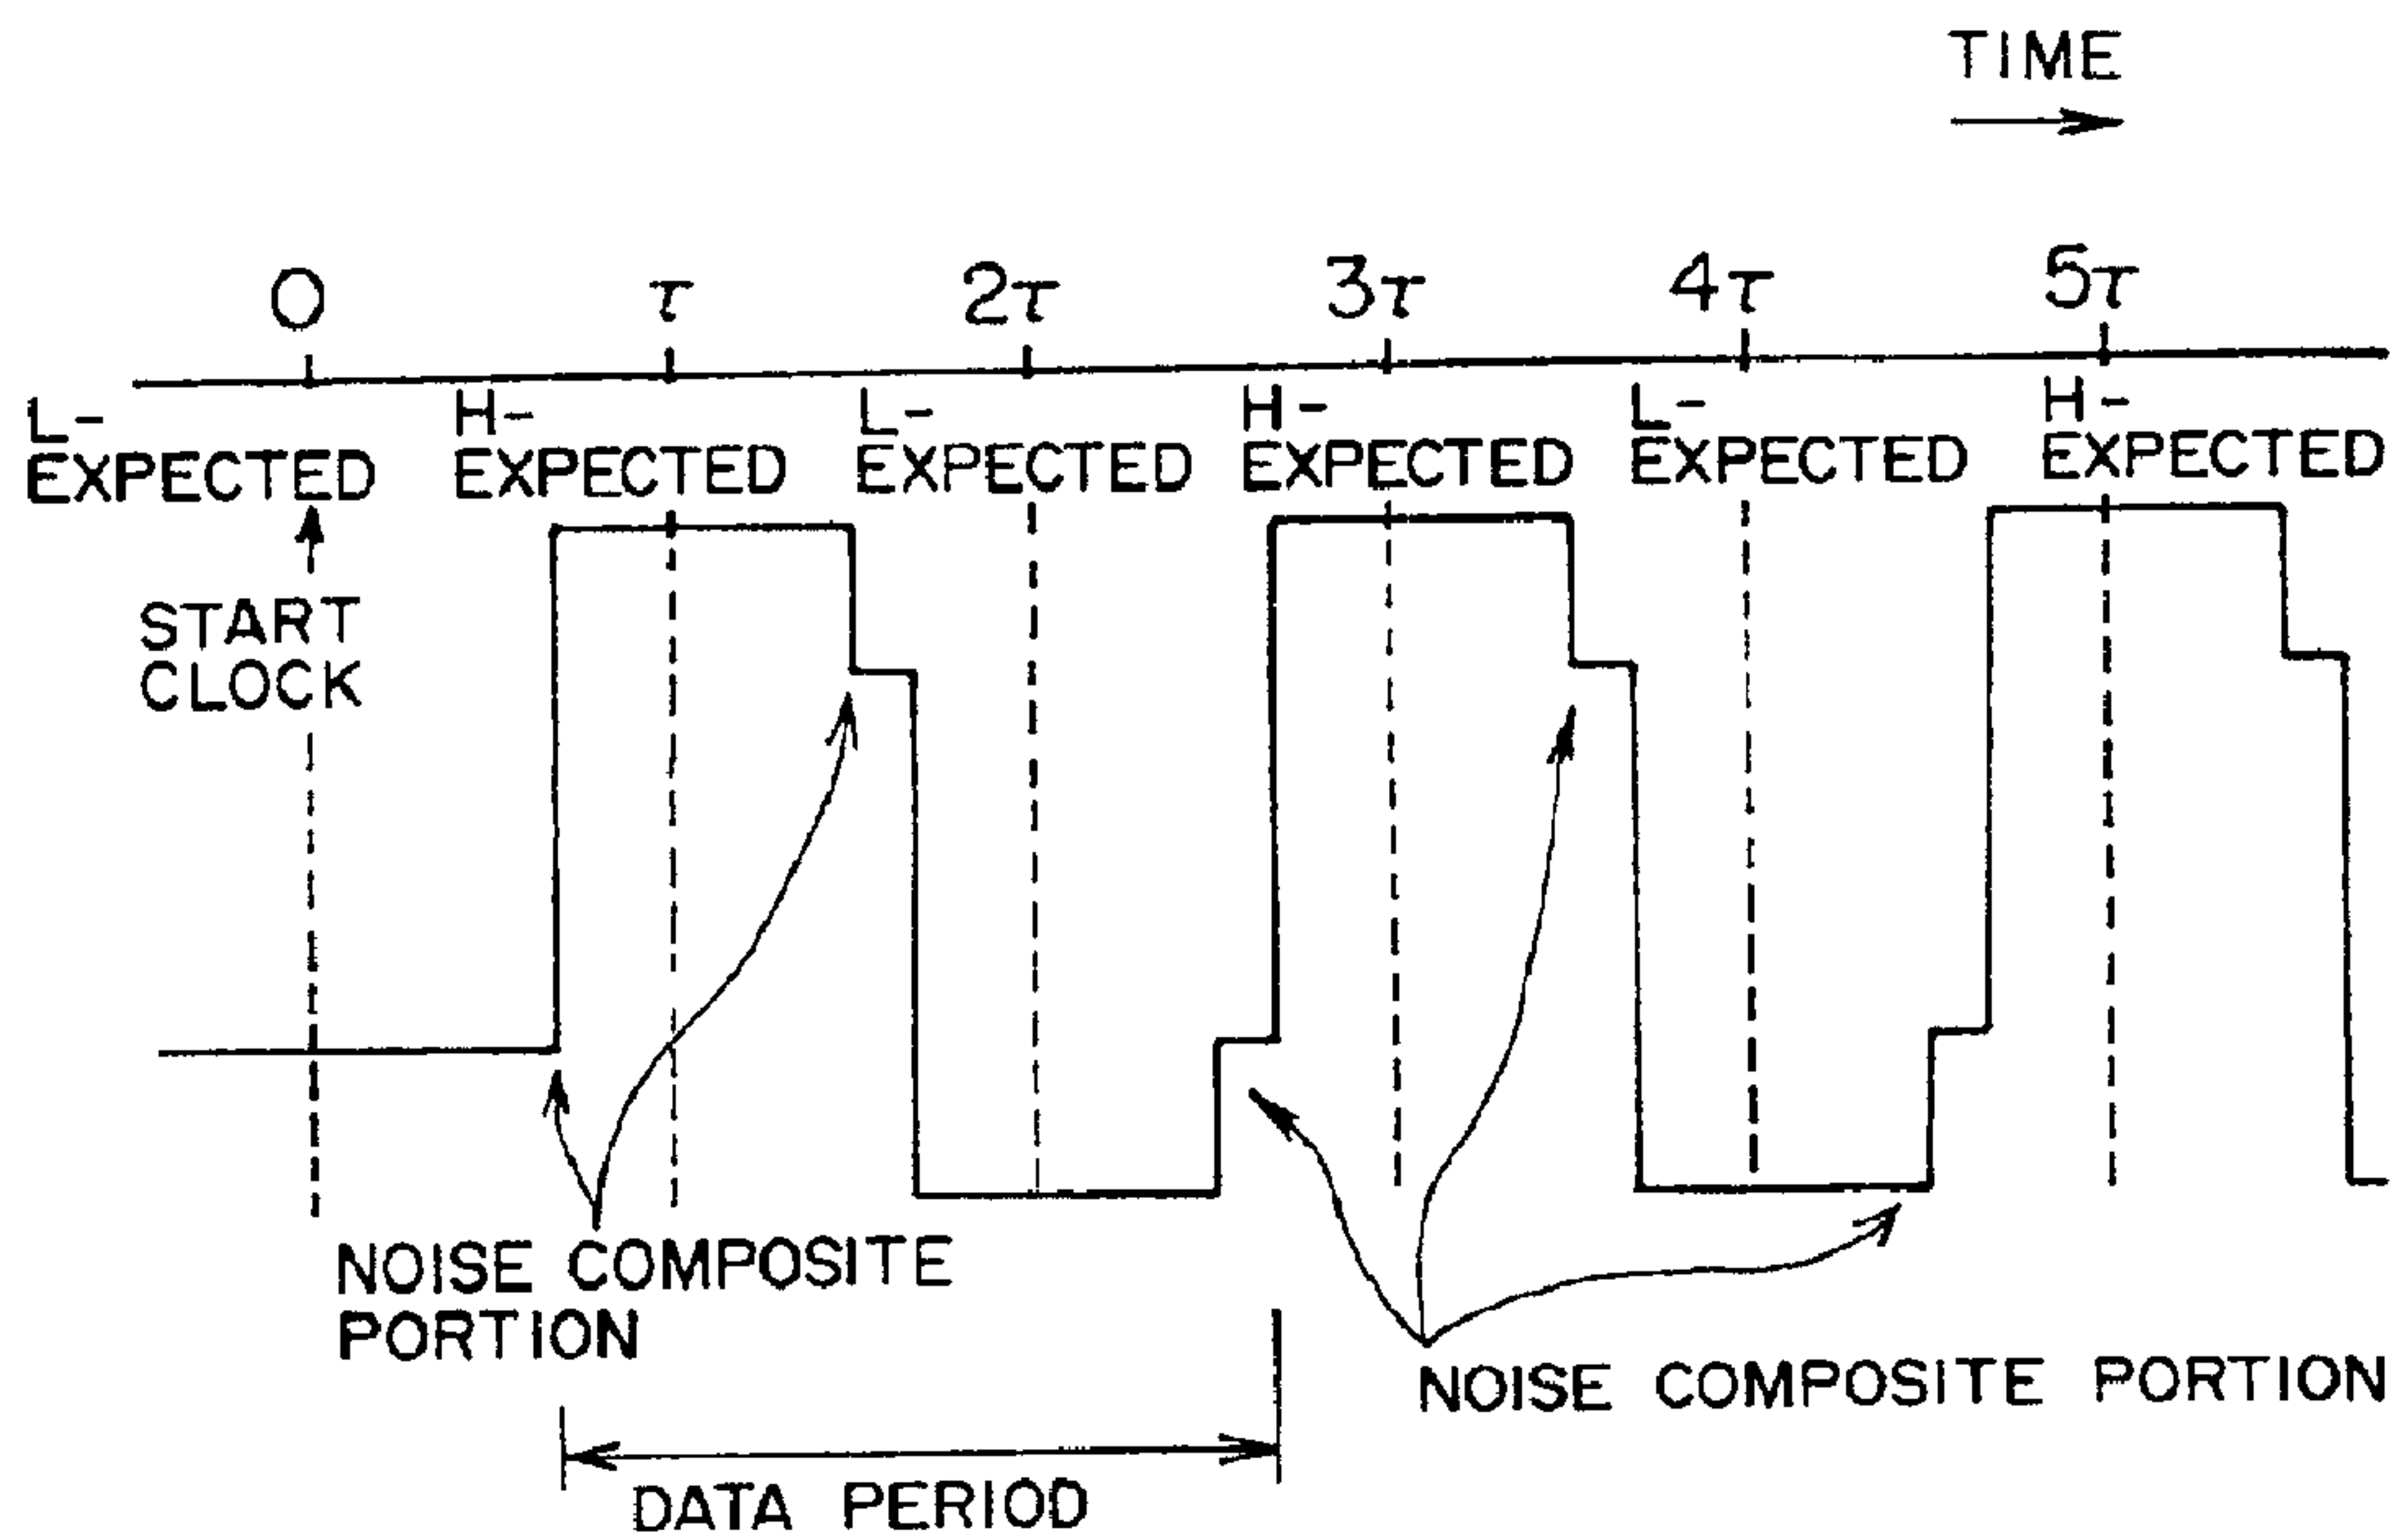 TIME
0 τ 2τ 3τ 4τ 5τ
L- H- L- H- L- H-
EXPECTED EXPECTED EXPECTED EXPECTED EXPECTED EXPECTED
START
CLOCK
NOISE COMPOSITE
PORTION
NOISE COMPOSITE PORTION
DATA PERIOD